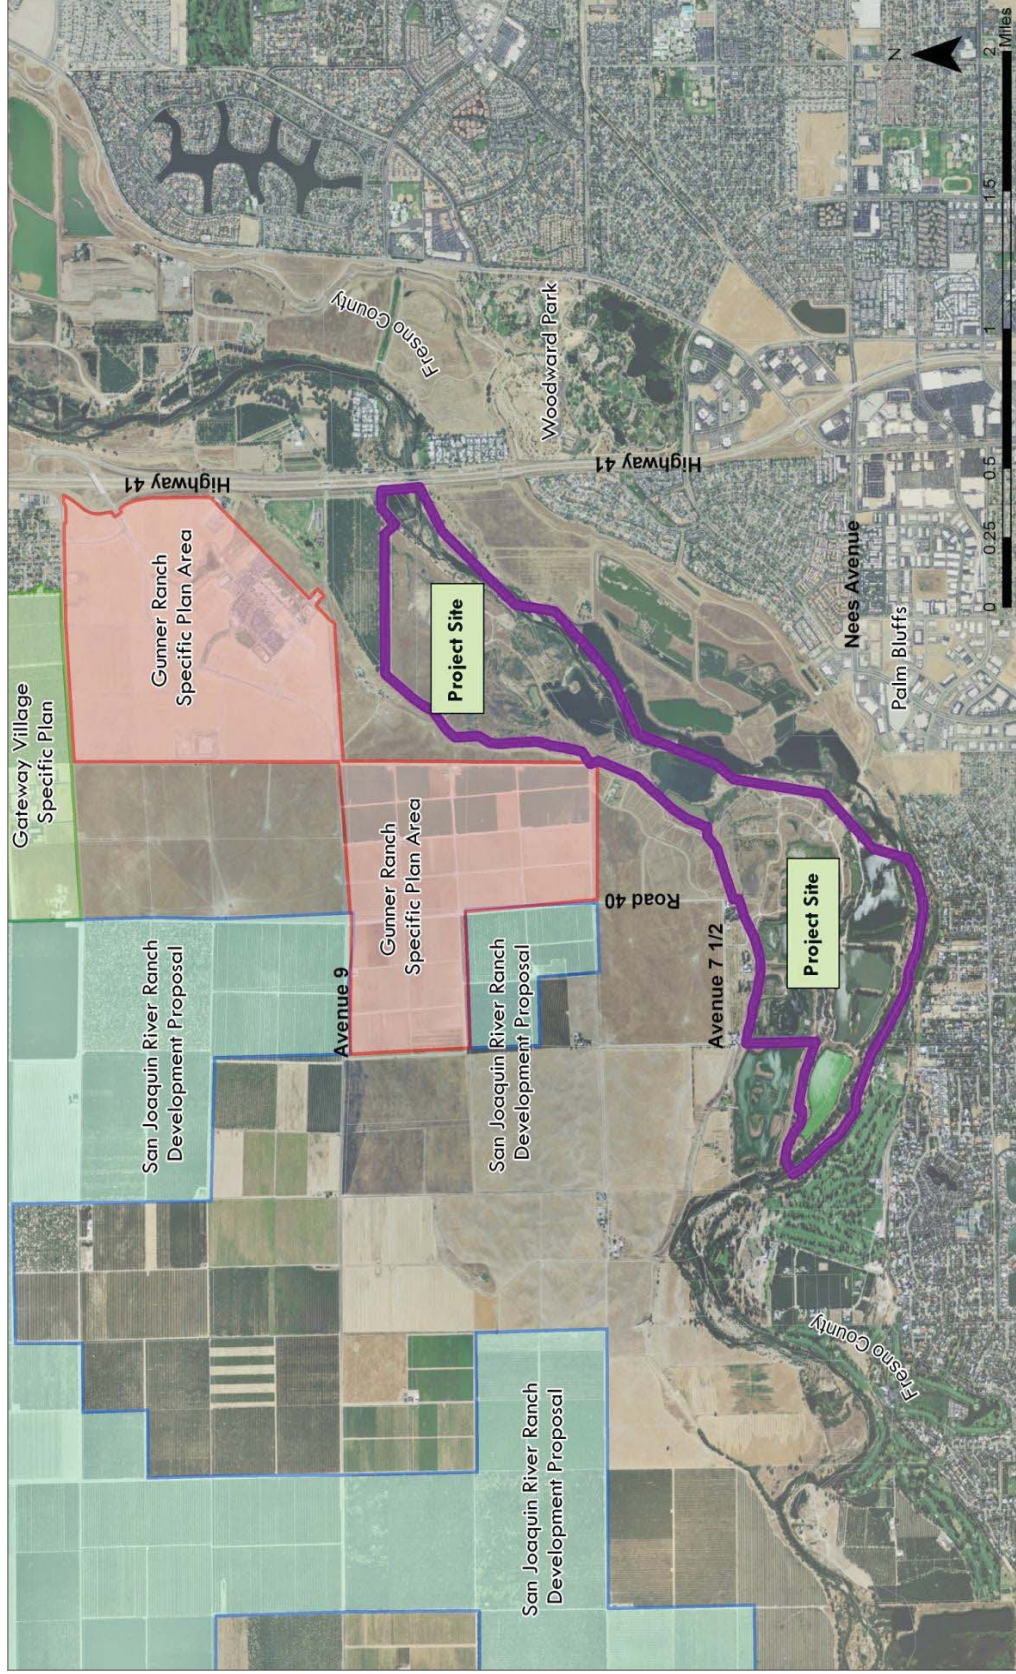 Gateway Village
Specific Plan
San Joaquin River Ranch
Development Proposal
Gunner Ranch
Specific Plan Area
Highway 41
Avenue 9
Fresno County
Gunner Ranch
Specific Plan Area
Project Site
San Joaquin River Ranch
Development Proposal
San Joaquin River Ranch
Development Proposal
Woodward Park
Road 40
Highway 41
Avenue 7 1/2
Project Site
Nees Avenue
Fresno County
Palm Bluffs
N
0 0.25 0.5 1 1.5 2
Miles